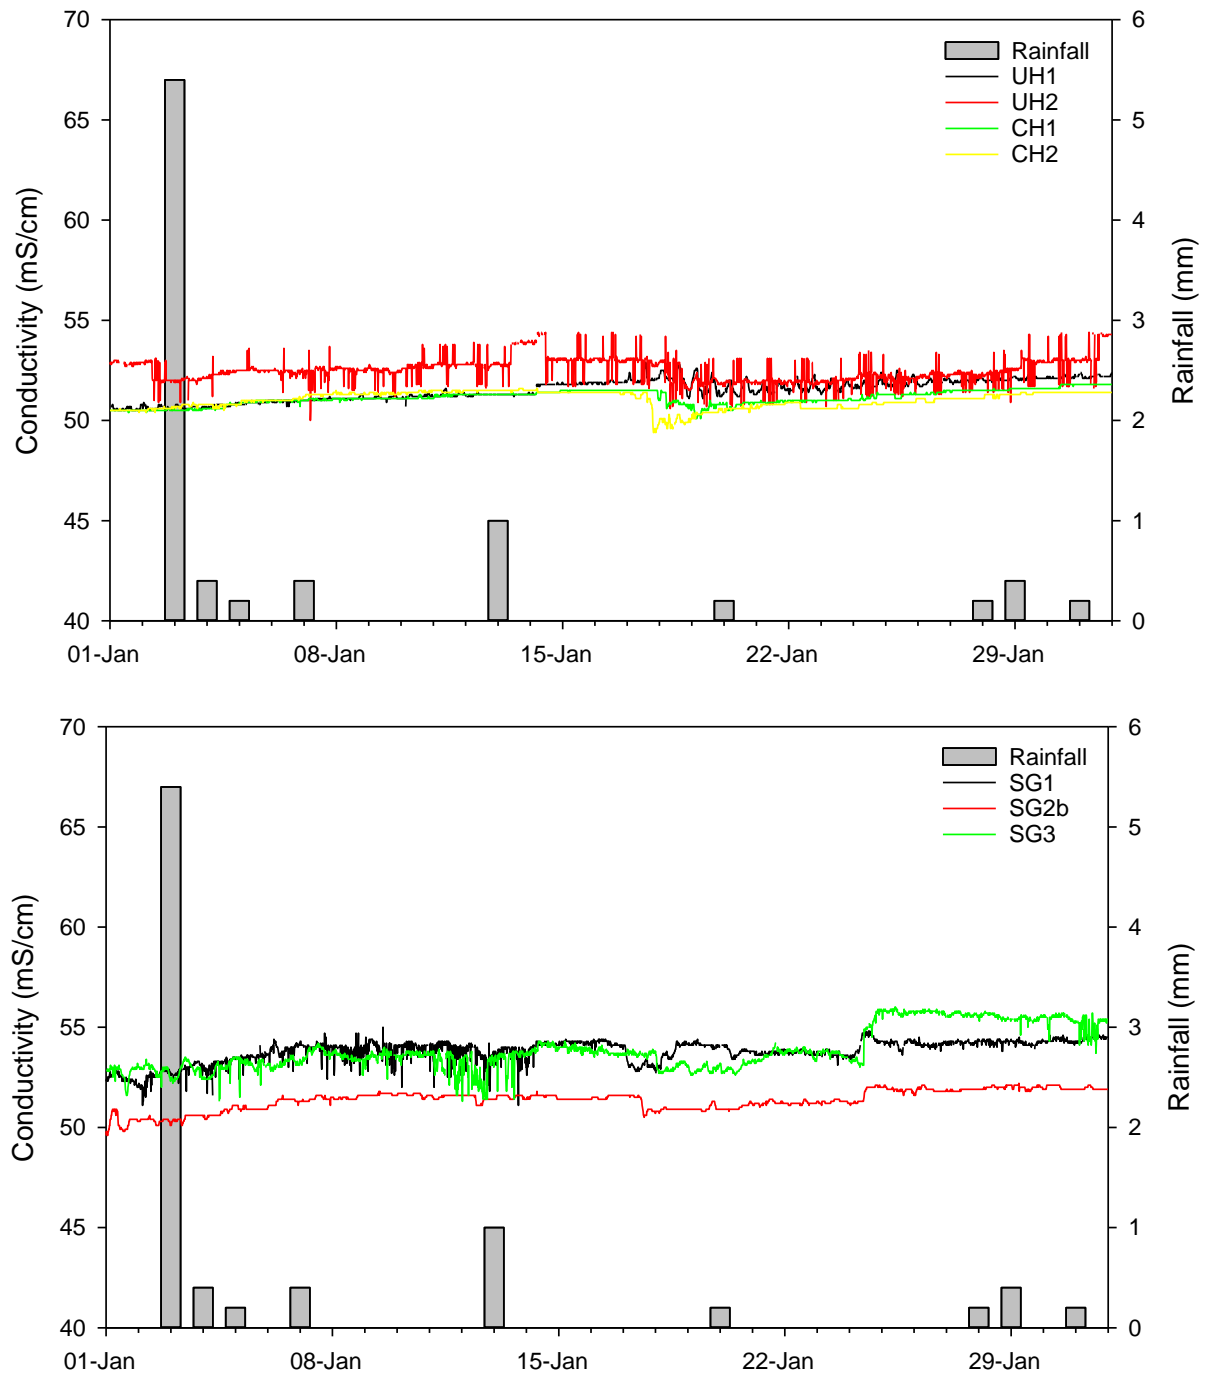 70
65
60
55
50
45
40
Conductivity (mS/cm)
6
5
4
3
2
1
0
Rainfall (mm)
Rainfall
UH1
UH2
CH1
CH2
01-Jan 08-Jan 15-Jan 22-Jan 29-Jan
70
65
60
55
50
45
40
Conductivity (mS/cm)
6
5
4
3
2
1
0
Rainfall (mm)
Rainfall
SG1
SG2b
SG3
01-Jan 08-Jan 15-Jan 22-Jan 29-Jan